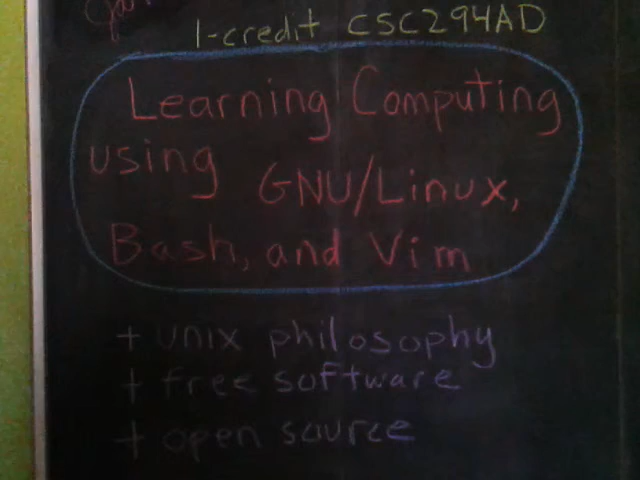 1-credit CSC294AD
Learning Computing
using GNU/Linux,
Bash, and Vim
+ unix philosophy
+ free software
+ open source